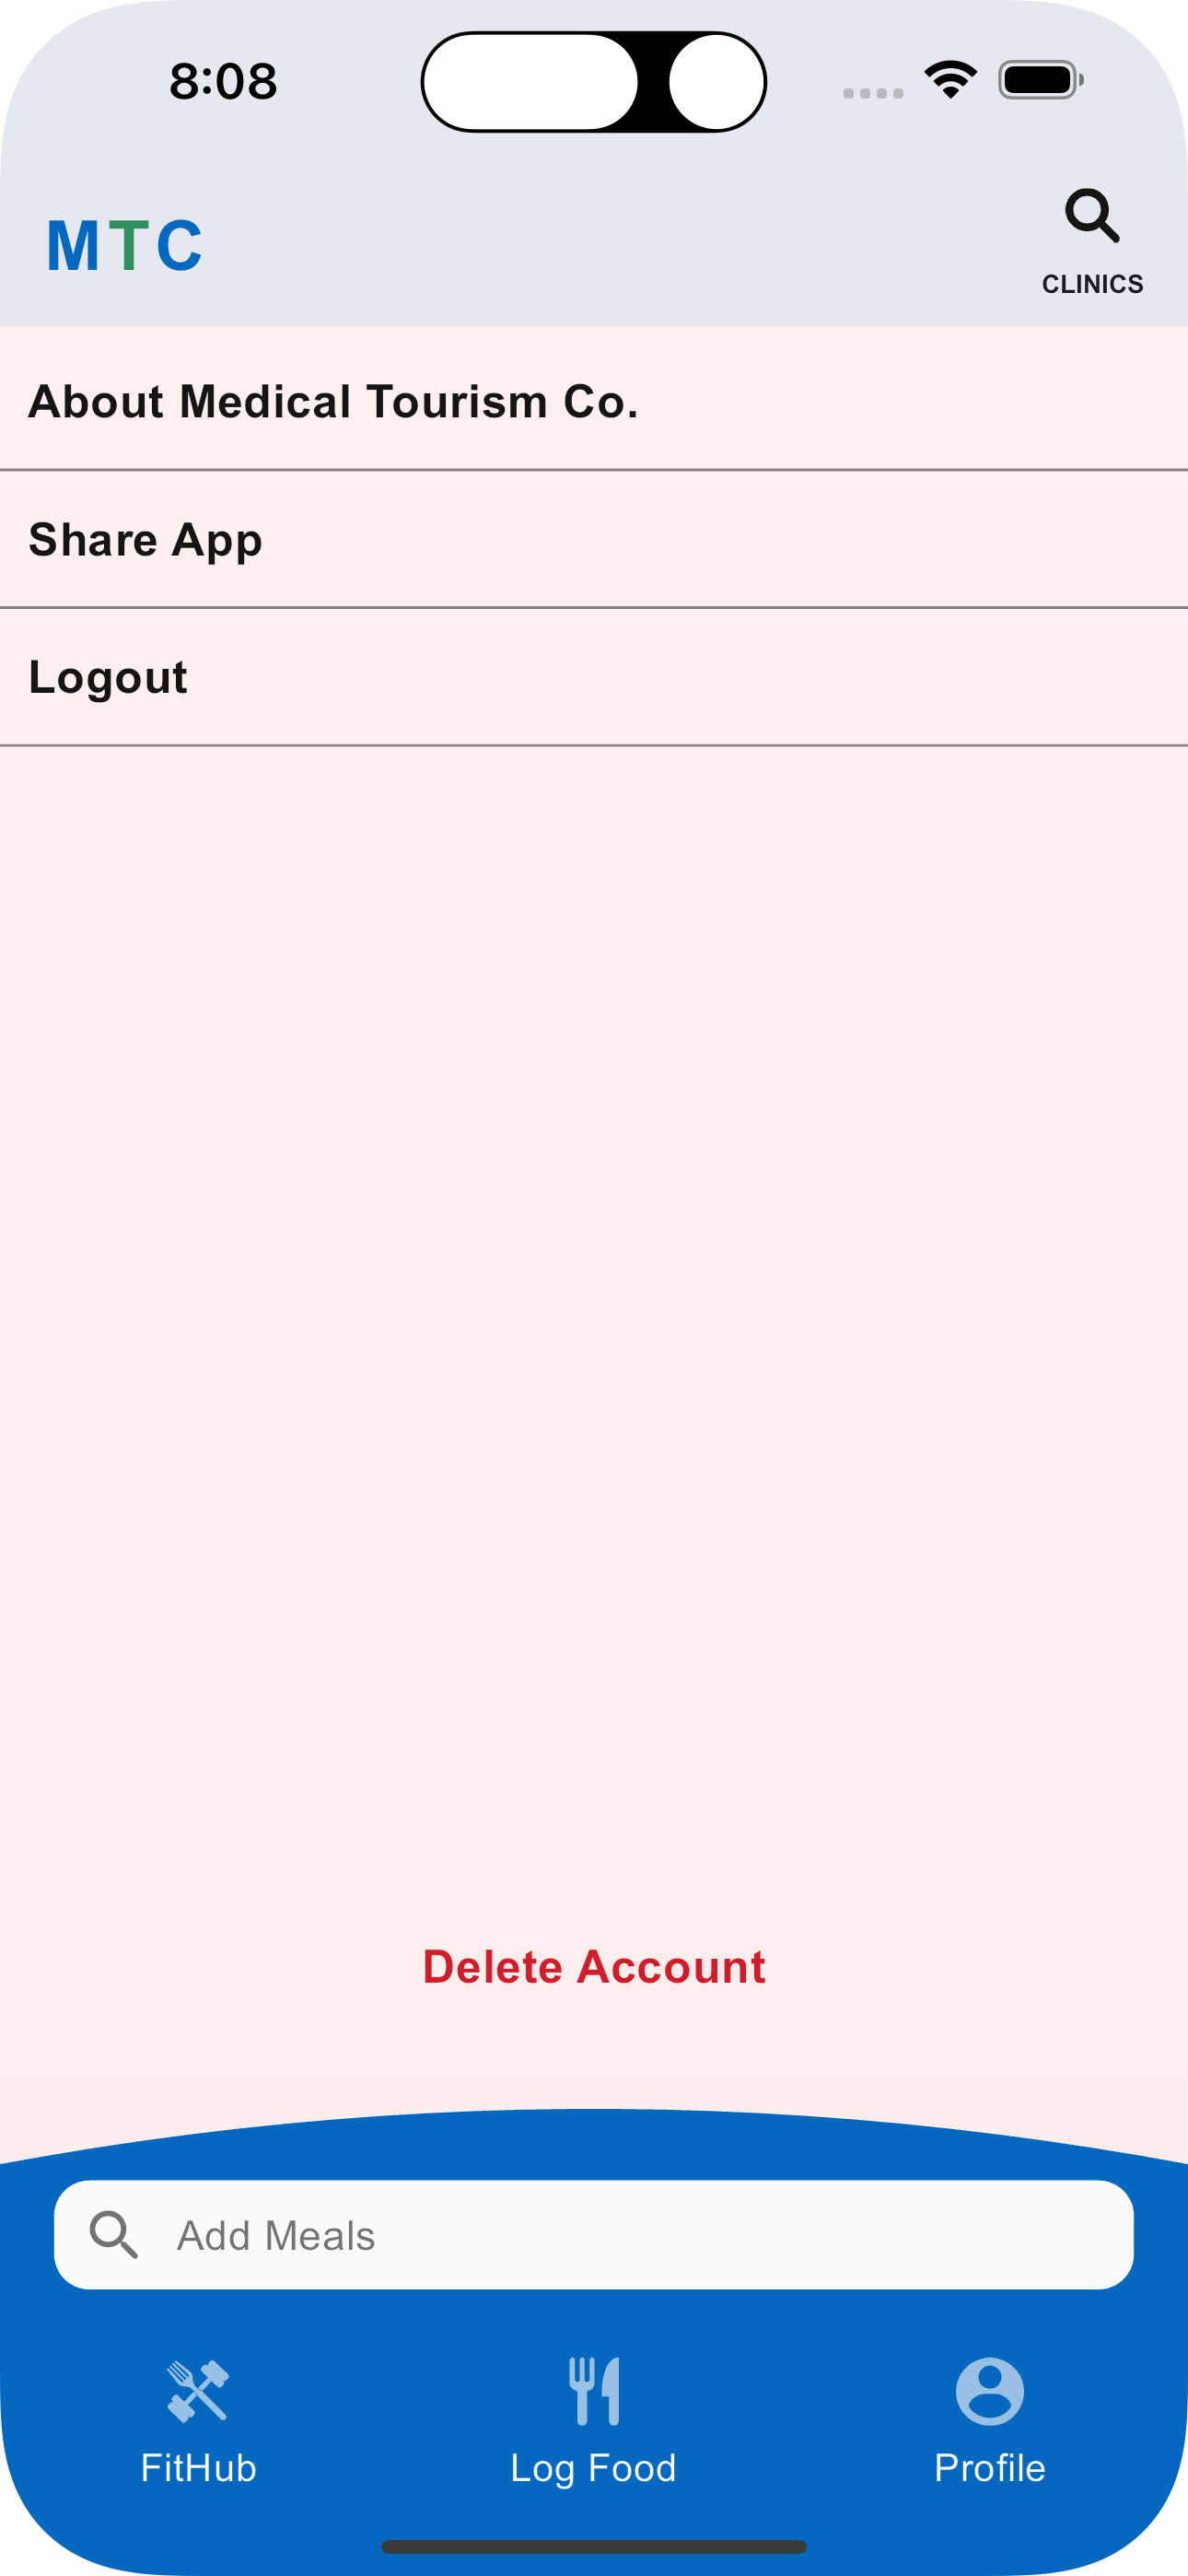 8:08
MTC
CLINICS
About Medical Tourism Co.
Share App
Logout
Delete Account
Add Meals
FitHub
Log Food
Profile